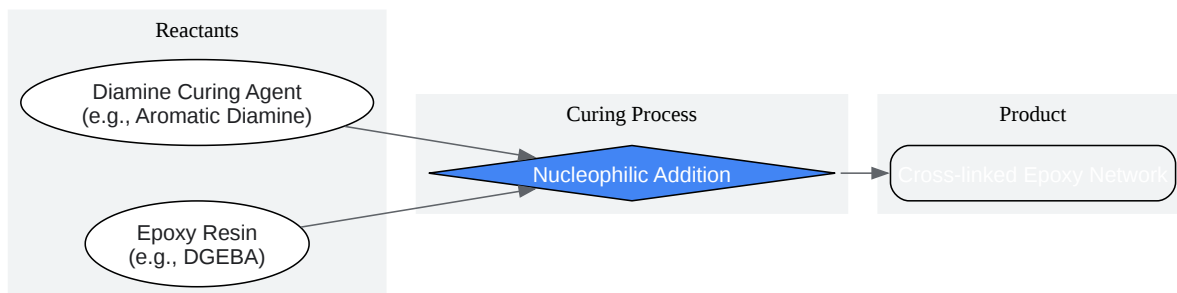 Reactants
Diamine Curing Agent
(e.g., Aromatic Diamine)
Epoxy Resin
(e.g., DGEBA)
Curing Process
Nucleophilic Addition
Product
Cross-linked Epoxy Network